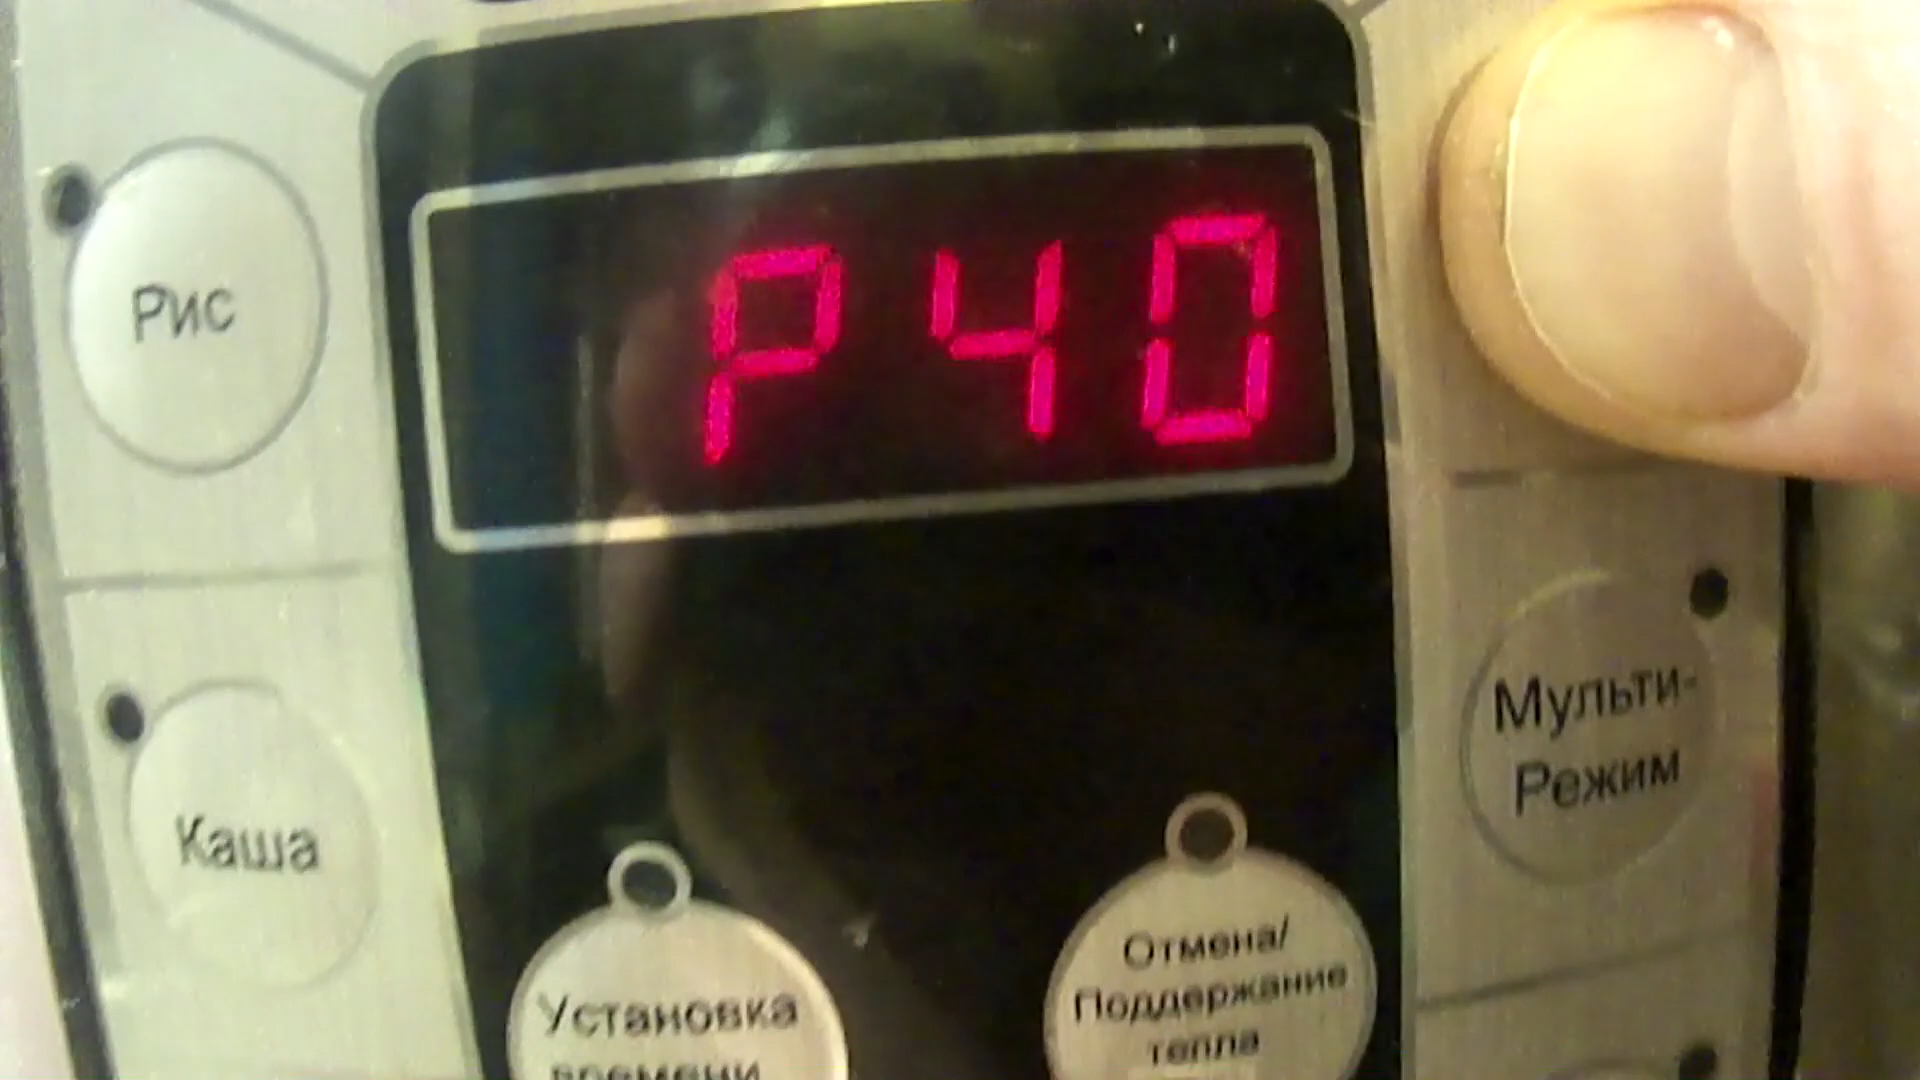 P40
Рис
Мульти-
Режим
Каша
Отмена/
Поддержание
тепла
Установка
времени